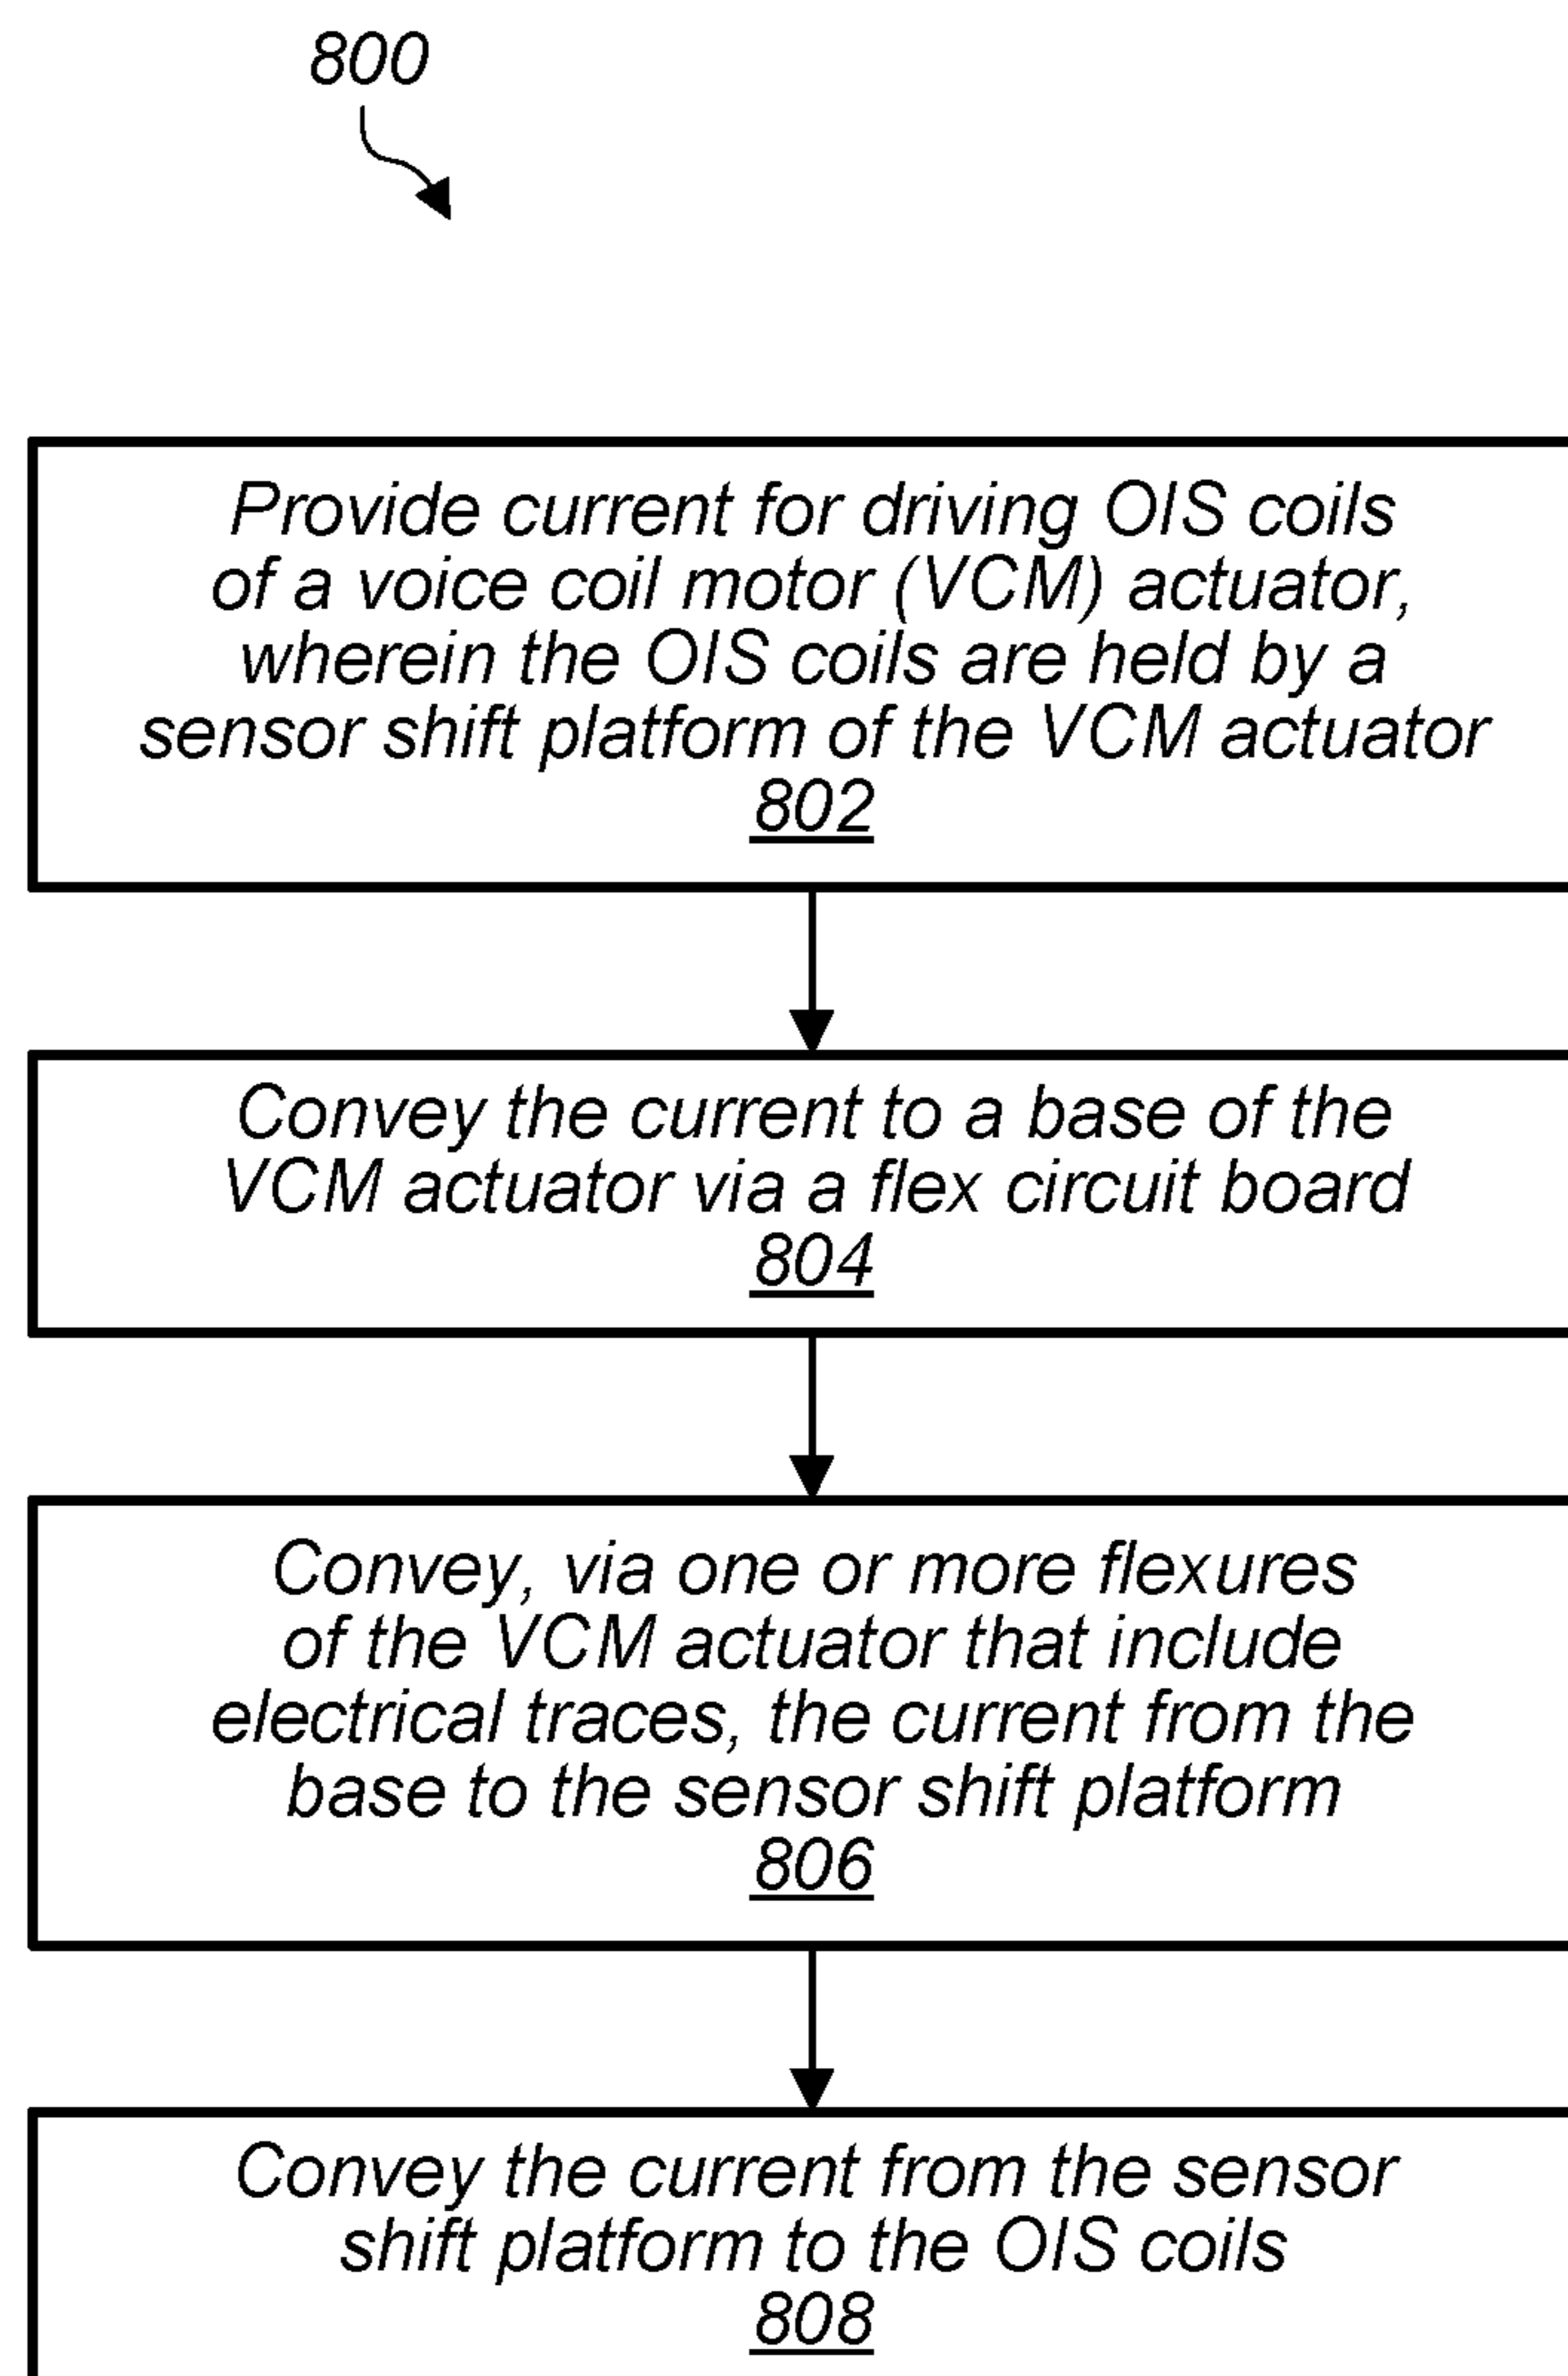 800
Provide current for driving OIS coils
of a voice coil motor (VCM) actuator,
wherein the OIS coils are held by a
sensor shift platform of the VCM actuator
802
Convey the current to a base of the
VCM actuator via a flex circuit board
804
Convey, via one or more flexures
of the VCM actuator that include
electrical traces, the current from the
base to the sensor shift platform
806
Convey the current from the sensor
shift platform to the OIS coils
808